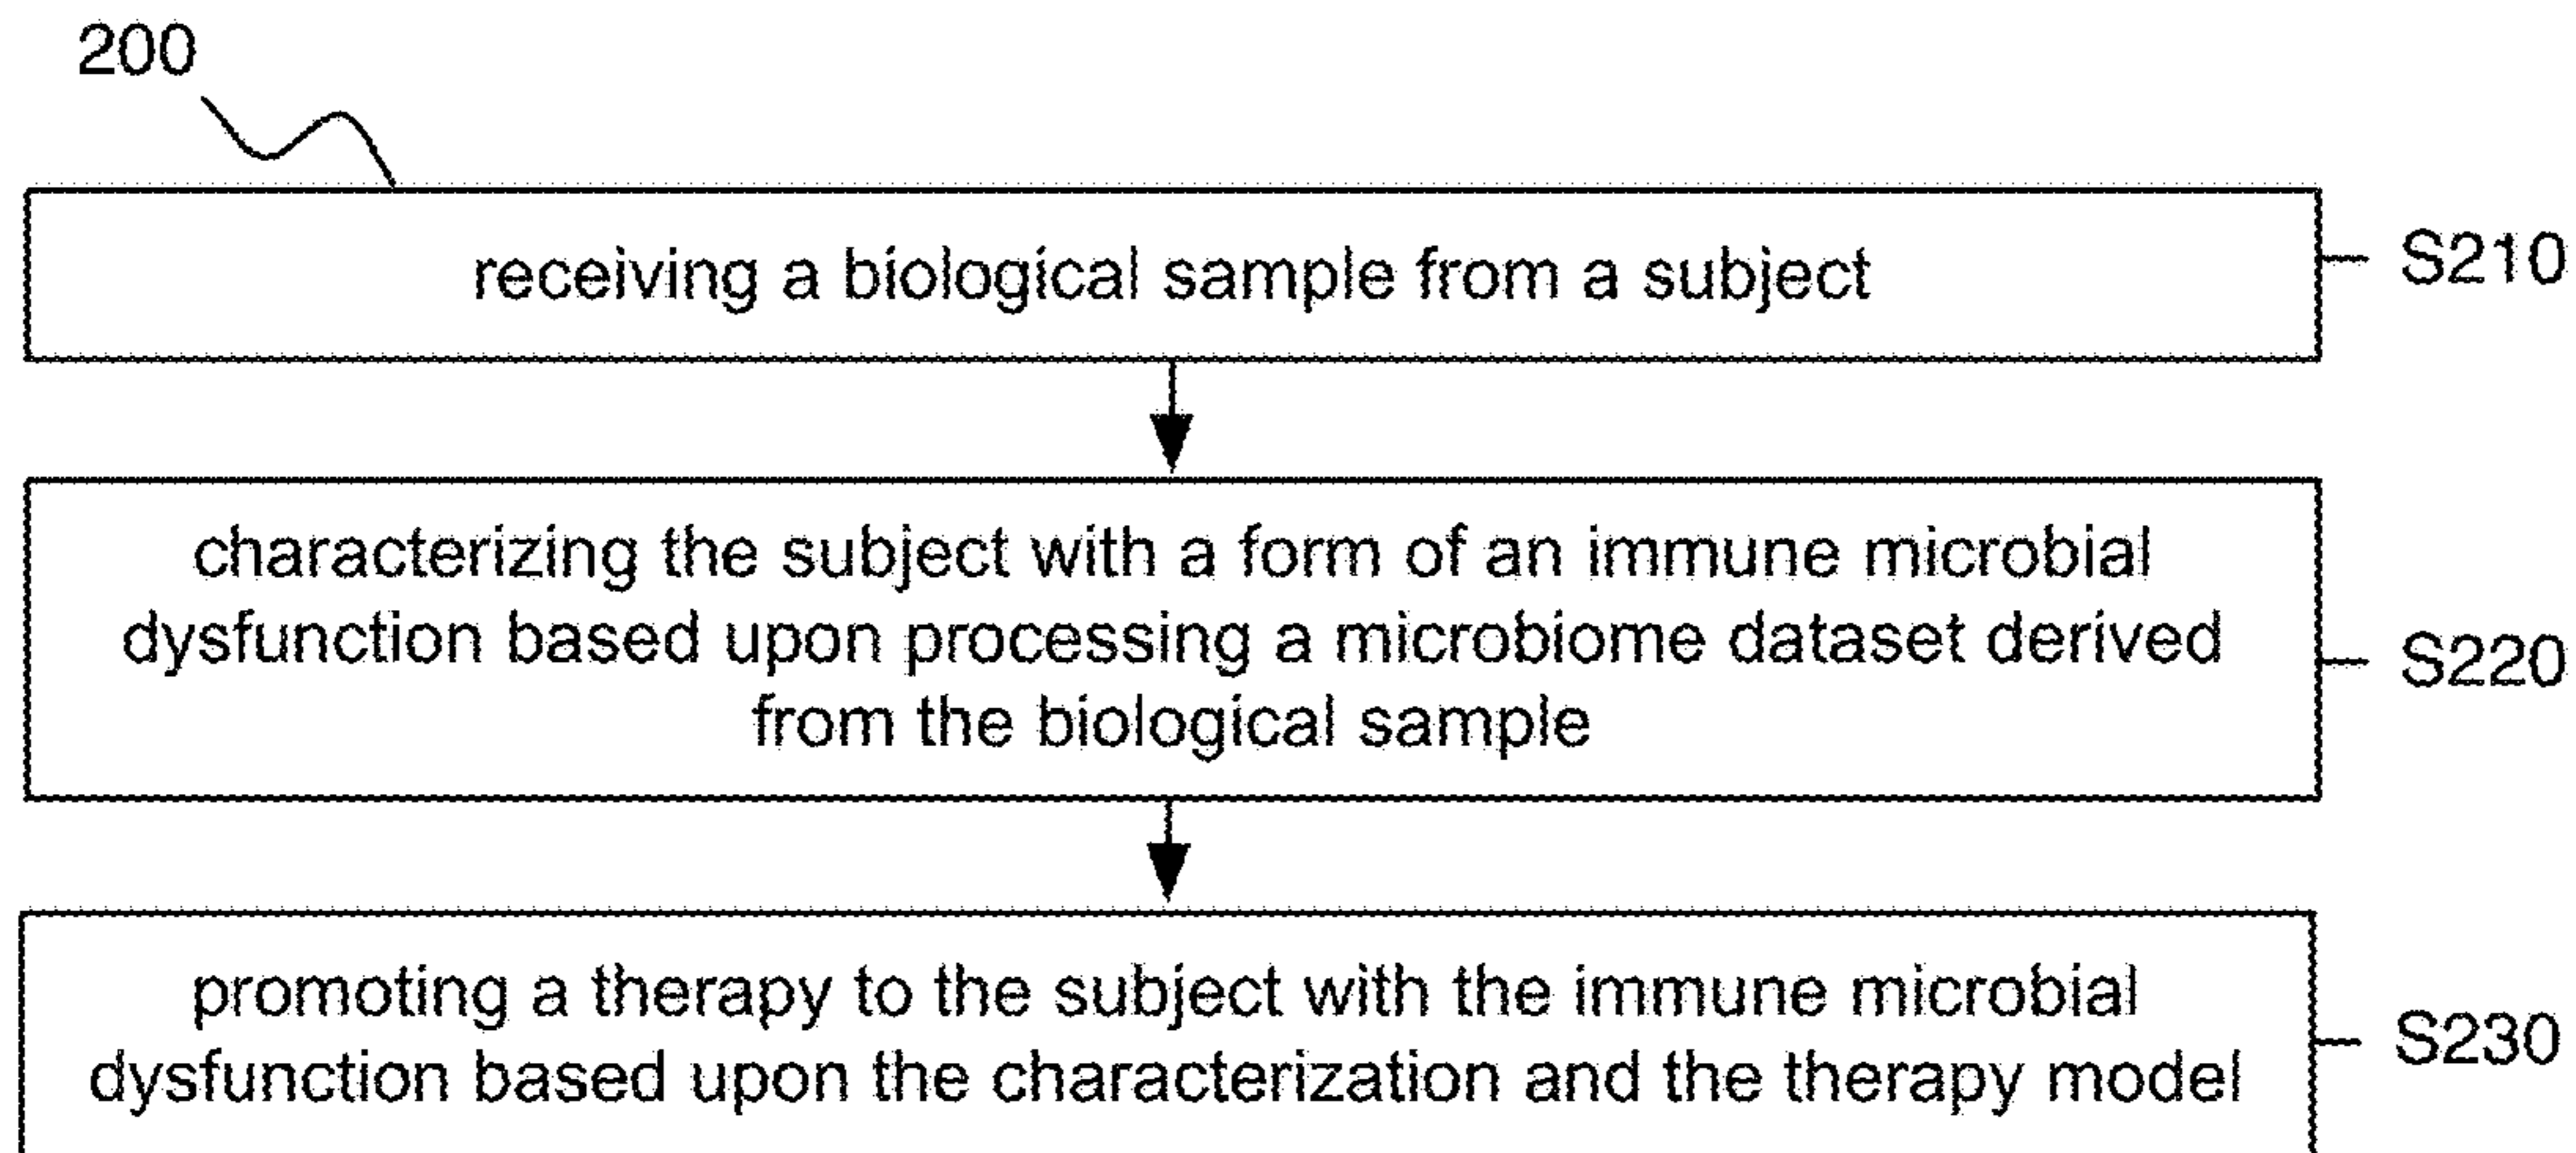 200
receiving a biological sample from a subject
S210
characterizing the subject with a form of an immune microbial
dysfunction based upon processing a microbiome dataset derived
from the biological sample
S220
promoting a therapy to the subject with the immune microbial
dysfunction based upon the characterization and the therapy model
S230